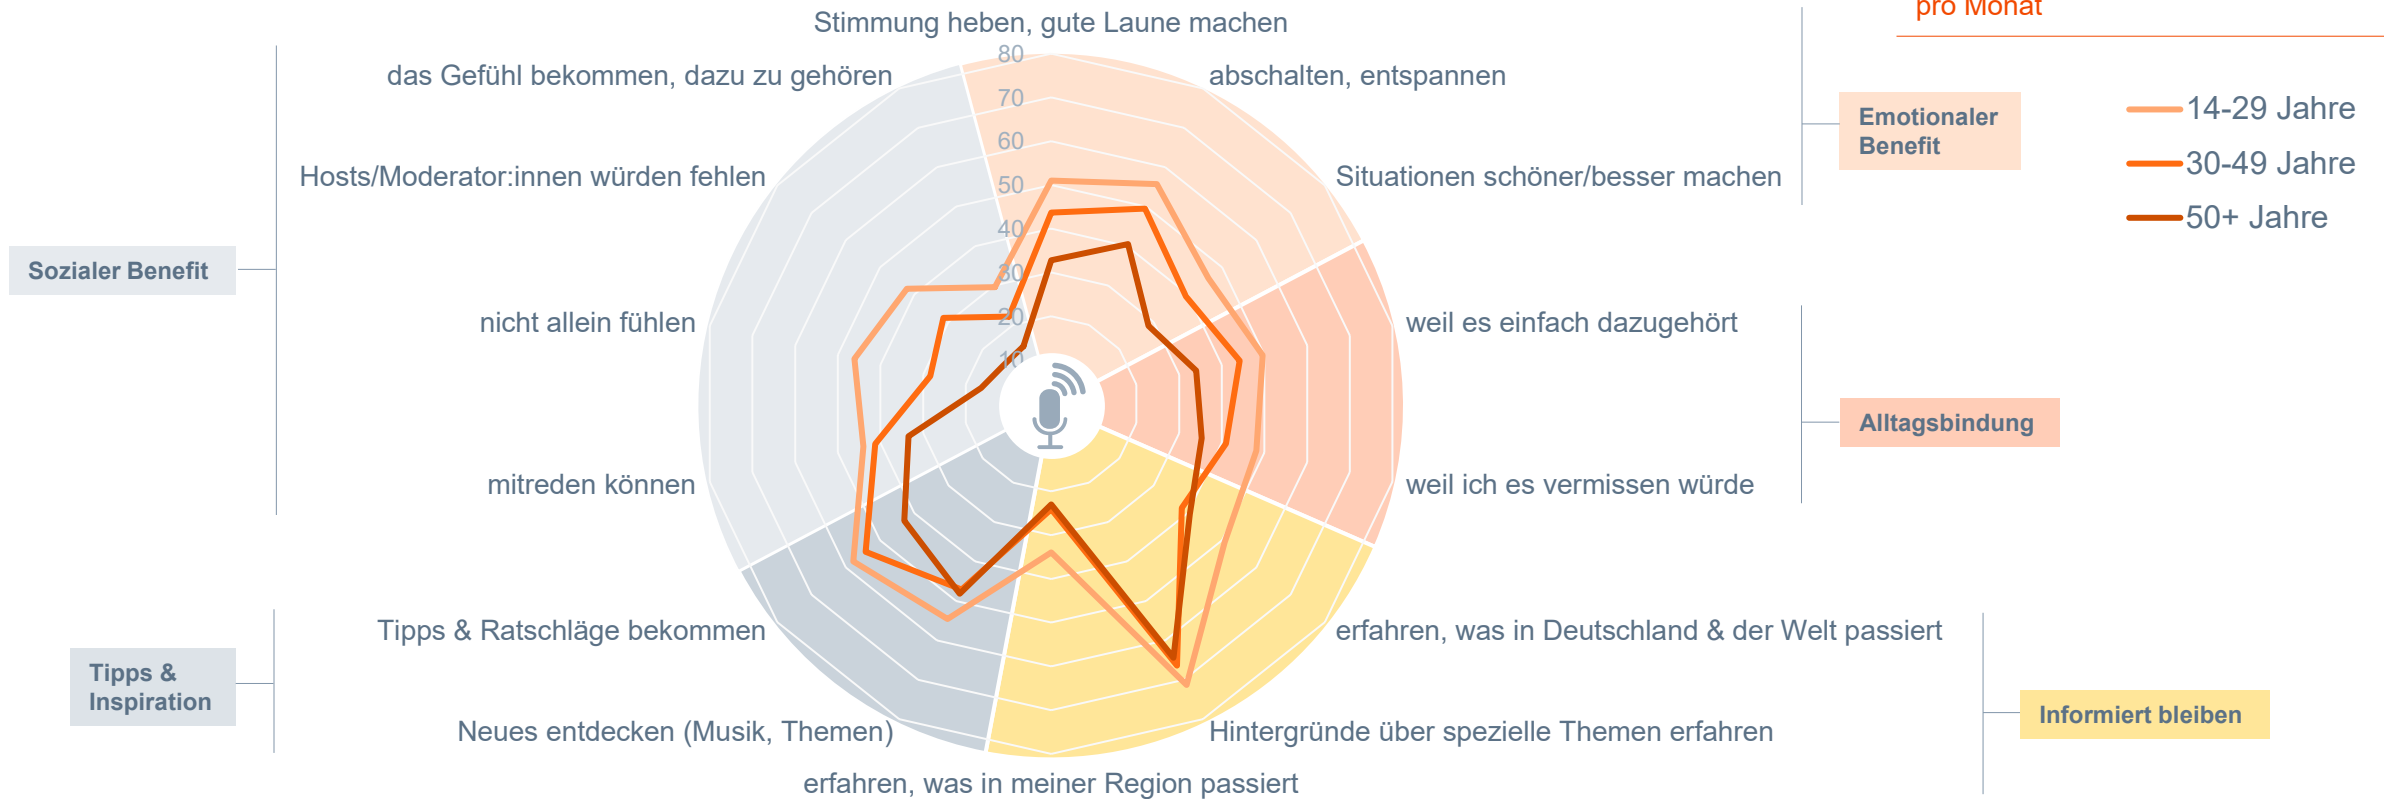 pro Monat
Stimmung heben, gute Laune machen
das Gefühl bekommen, dazu zu gehören
abschalten, entspannen
Hosts/Moderator:innen würden fehlen
Situationen schöner/besser machen
nicht allein fühlen
weil es einfach dazugehört
mitreden können
weil ich es vermissen würde
Tipps & Ratschläge bekommen
erfahren, was in Deutschland & der Welt passiert
Neues entdecken (Musik, Themen)
Hintergründe über spezielle Themen erfahren
erfahren, was in meiner Region passiert
80
70
60
50
40
30
20
10
Emotionaler
Benefit
14-29 Jahre
30-49 Jahre
50+ Jahre
Sozialer Benefit
Alltagsbindung
Tipps &
Inspiration
Informiert bleiben